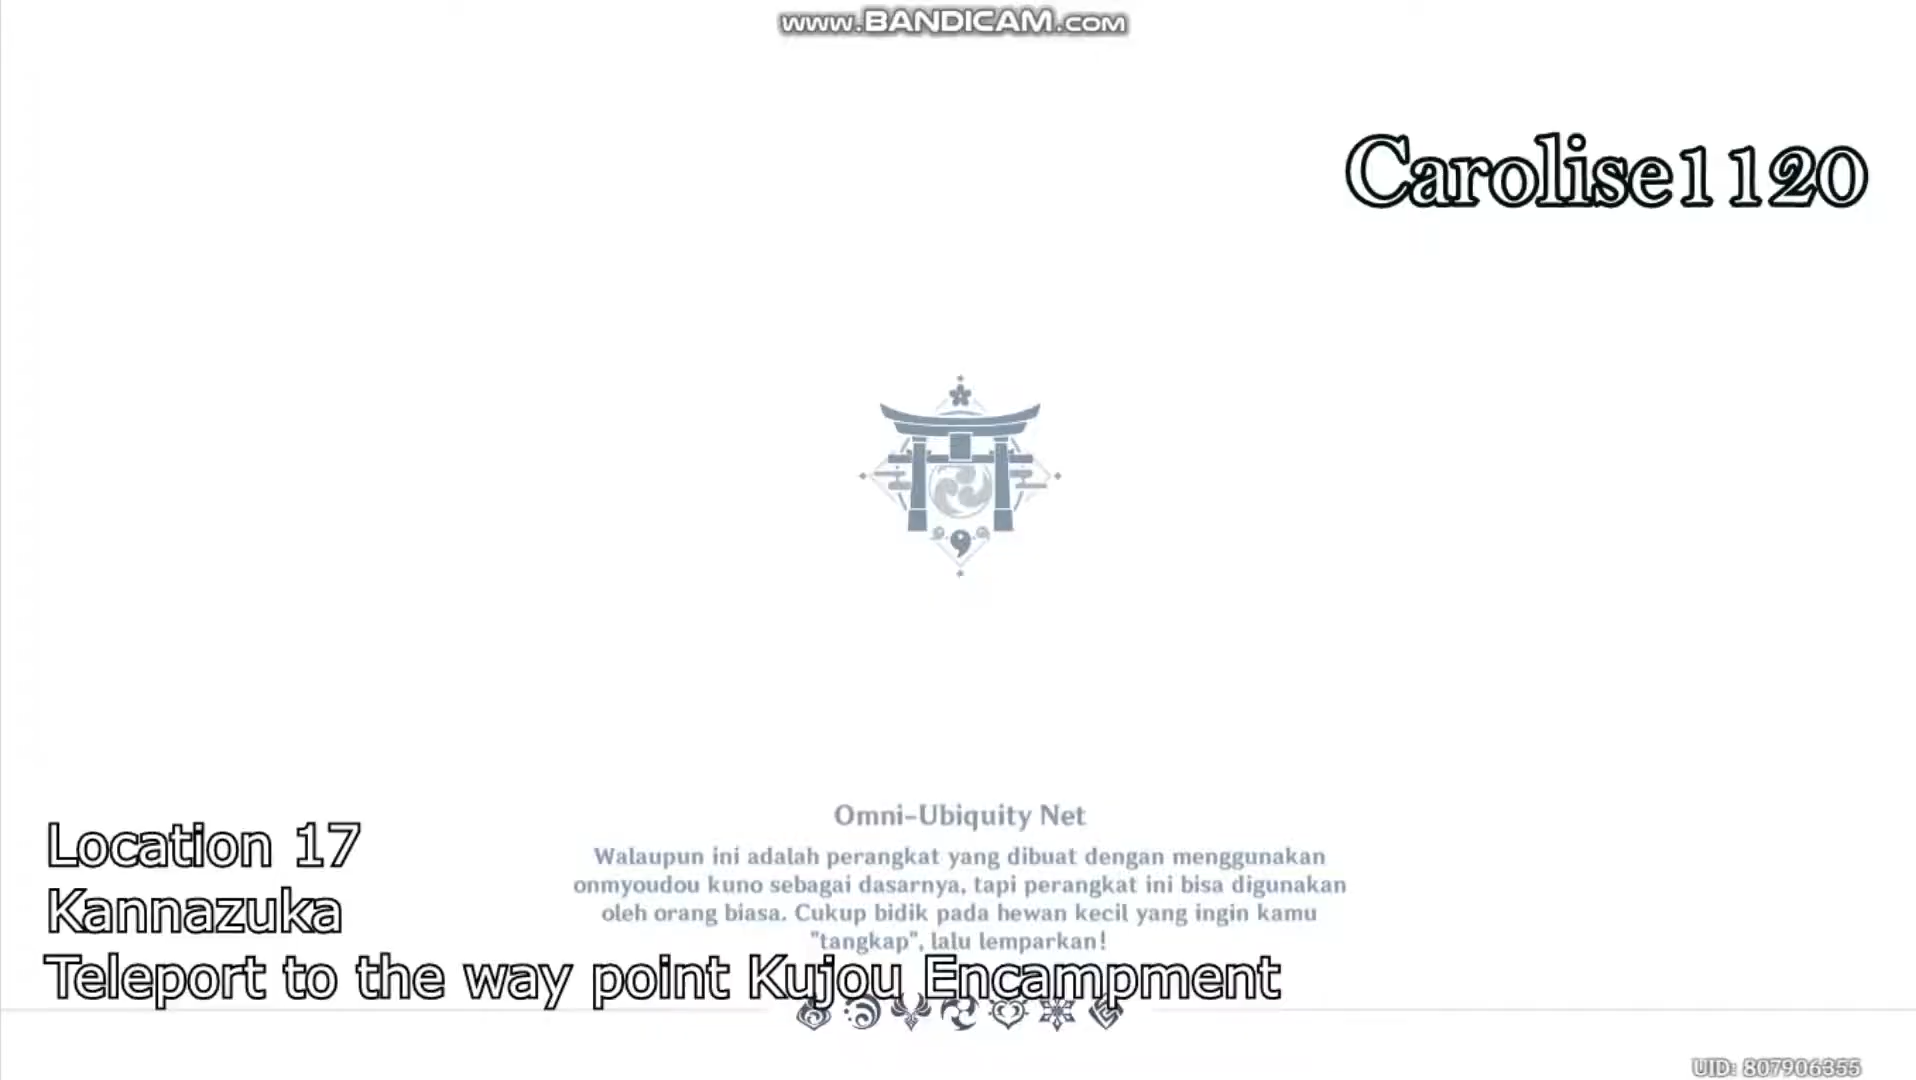 www.BANDICAM.com
Carolise1120
Omni-Ubiquity Net
Walaupun ini adalah perangkat yang dibuat dengan menggunakan
onmyoudou kuno sebagai dasarnya, tapi perangkat ini bisa digunakan
oleh orang biasa. Cukup bidik pada hewan kecil yang ingin kamu
"tangkap", lalu lemparkan!
Location 17
Kannazuka
Teleport to the way point Kujou Encampment
UID: 807906355